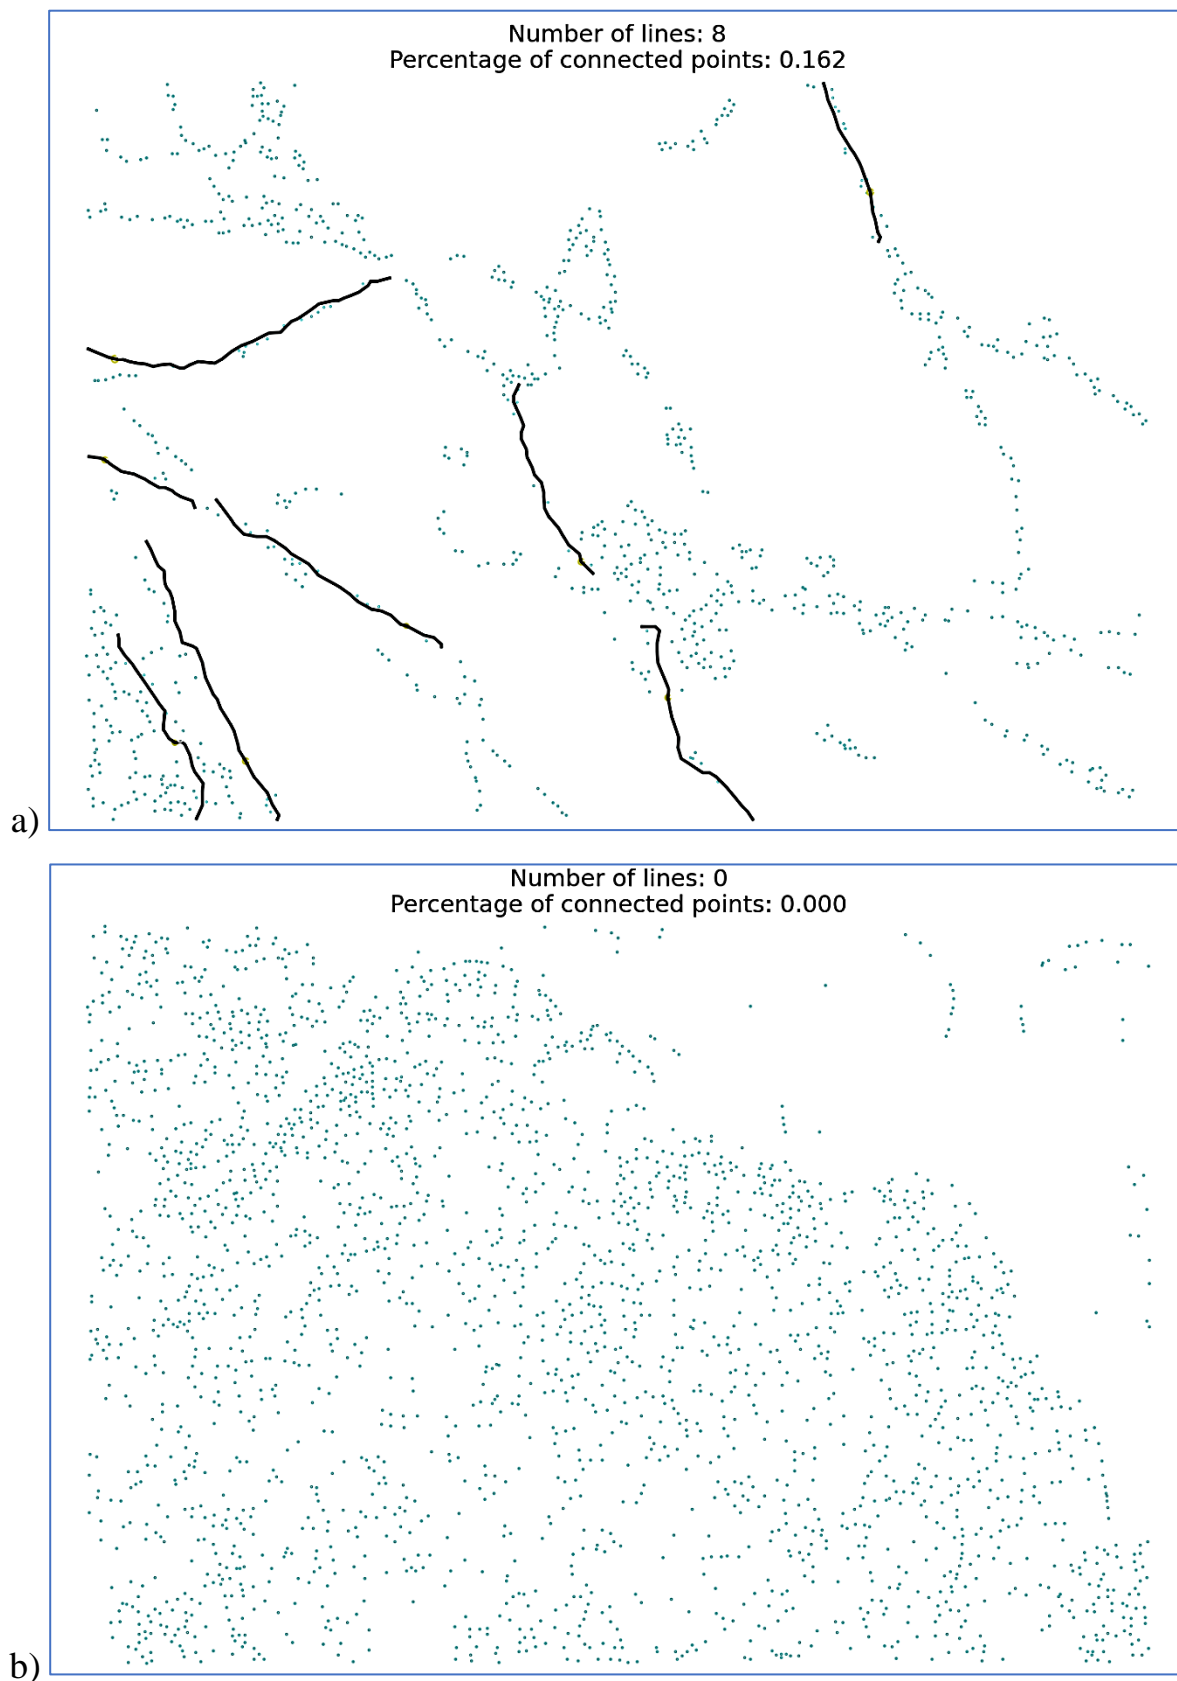 Number of lines: 8
Percentage of connected points: 0.162
a)
Number of lines: 0
Percentage of connected points: 0.000
b)